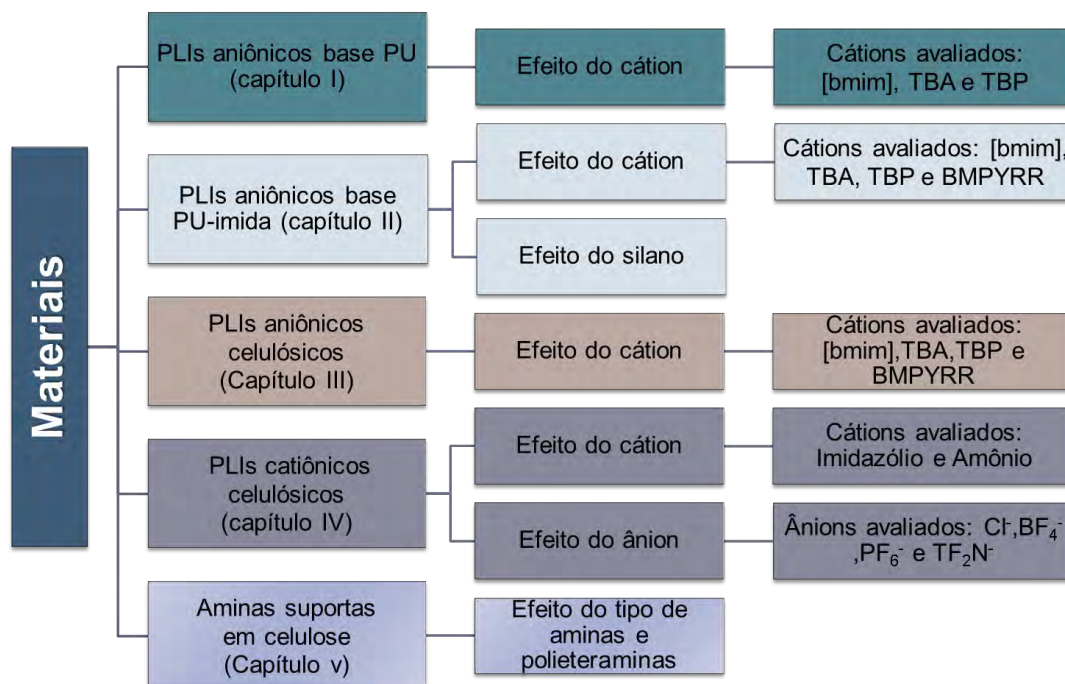 Materiais
PLIs aniônicos base PU
(capítulo I)
Efeito do cátion
Cátions avaliados:
[bmim], TBA e TBP
PLIs aniônicos base
PU-imida (capítulo II)
Efeito do cátion
Cátions avaliados: [bmim],
TBA, TBP e BMPYRR
Efeito do silano
PLIs aniônicos
celulósicos
(Capítulo III)
Efeito do cátion
Cátions avaliados:
[bmim],TBA,TBP e
BMPYRR
PLIs catiônicos
celulósicos
(capítulo IV)
Efeito do cátion
Cátions avaliados:
Imidazólio e Amônio
Efeito do ânion
Ânions avaliados: Cl⁻,BF₄⁻
,PF₆⁻ e TF₂N⁻
Aminas suportas
em celulose
(Capítulo v)
Efeito do tipo de
aminas e
polieteraminas